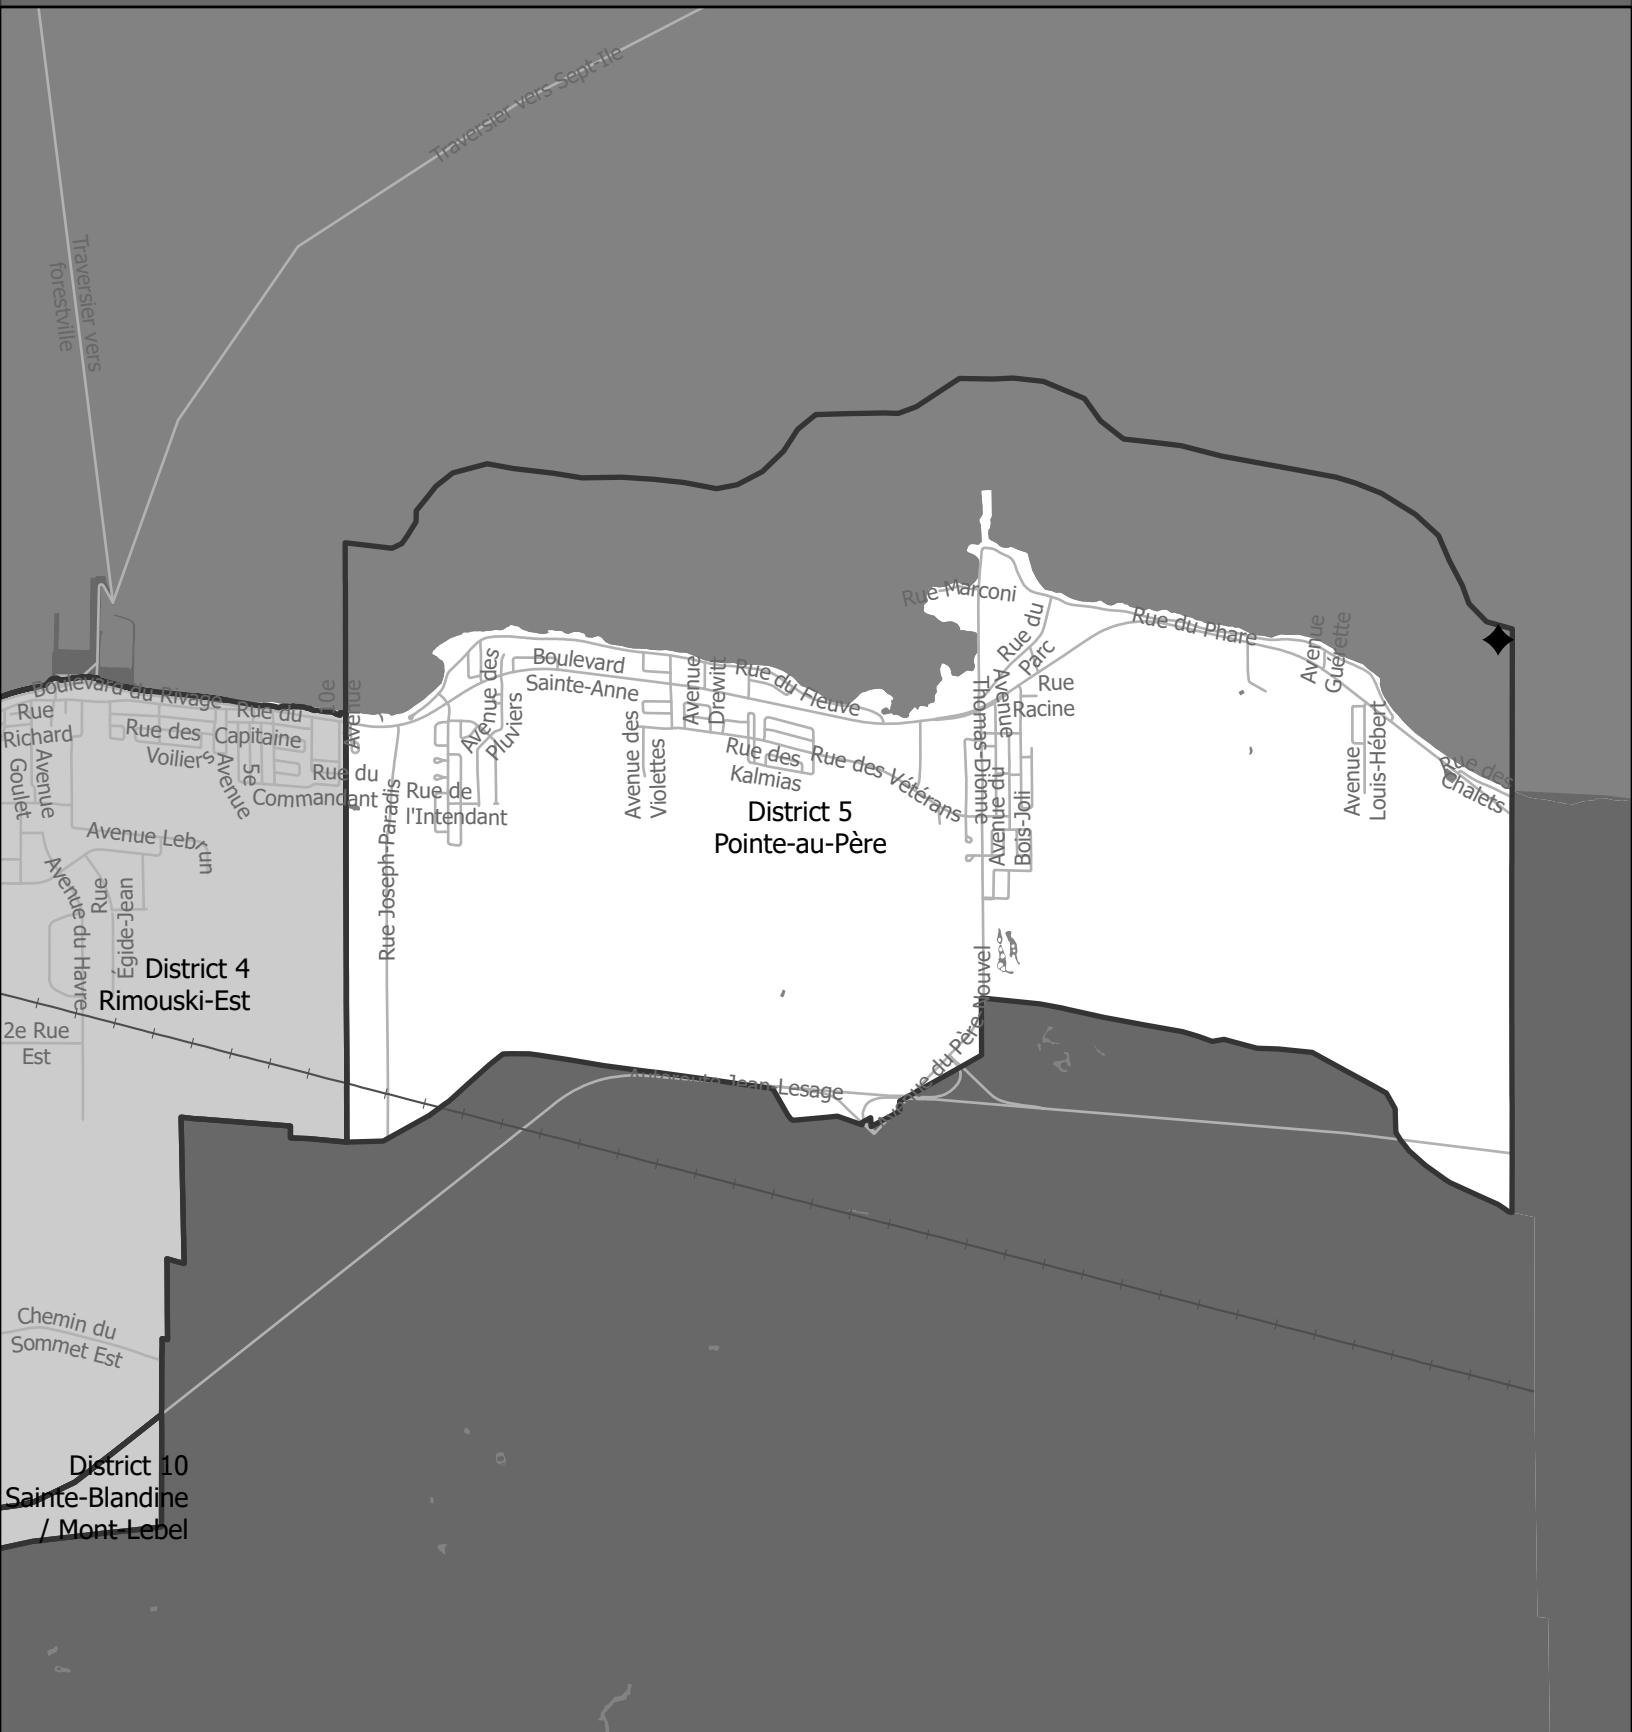 Traversier vers Sept-Ile
Traversier vers
forestville
Rue Marconi
Rue du
Parc
Rue du Phare
Avenue
Guérette
Boulevard
Sainte-Anne
Avenue des
Pluviers
Avenue
Drewitt
Rue du Fleuve
Rue
Racine
Thomas-Dionne
Avenue
Boulevard du Rivage
10e
Avenue
Rue
Richard
Rue des
Voiliers
Rue du
Capitaine
Avenue
Goulet
5e
Avenue
Rue du
Commandant
Rue de
l'Intendant
Avenue des
Violettes
Rue des
Kalmias
Rue des Vétérans
Avenue
Louis-Hébert
Rue des
Chalets
Avenue du
Bois-Joli
District 5
Pointe-au-Père
Rue Joseph-Paradis
Avenue Lebrun
Avenue du Havre
Rue
Égide-Jean
District 4
Rimouski-Est
2e Rue
Est
Avenue du Père Nouvel
Autoroute Jean-Lesage
Chemin du
Sommet Est
District 10
Sainte-Blandine
/ Mont-Lebel